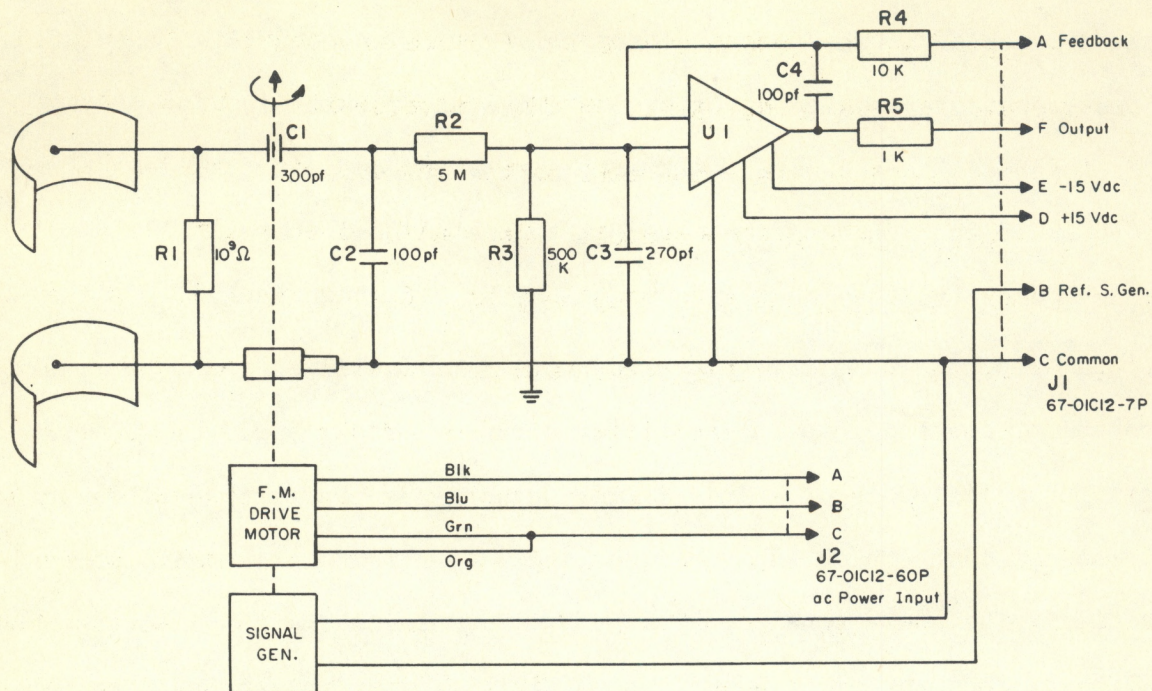 R4
A Feedback
10 K
C4
100pf
R5
F Output
1 K
U1
E -15 Vdc
D +15 Vdc
C1
300pf
R2
5 M
R1
10⁹Ω
C2
100pf
R3
500
K
C3
270pf
B Ref. S. Gen.
C Common
J1
67-01C12-7P
F. M.
DRIVE
MOTOR
Blk
A
Blu
B
Grn
C
Org
J2
67-01C12-60P
ac Power Input
SIGNAL
GEN.